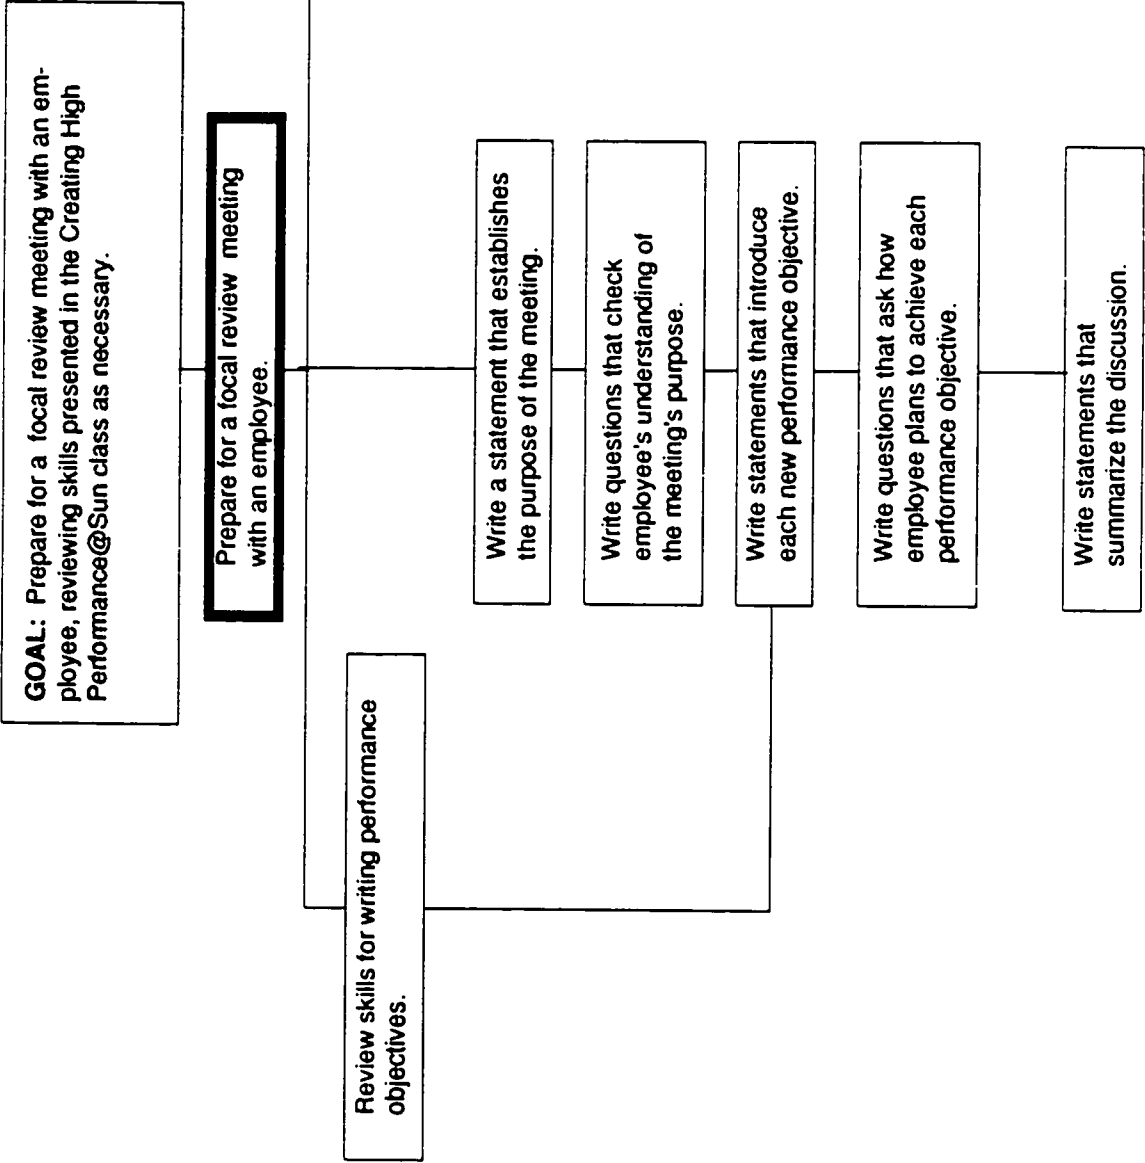 GOAL: Prepare for a focal review meeting with an em-
ployee, reviewing skills presented in the Creating High
Performance@Sun class as necessary.
Prepare for a focal review meeting
with an employee.
Review skills for writing performance
objectives.
Write a statement that establishes
the purpose of the meeting.
Write questions that check
employee's understanding of
the meeting's purpose.
Write statements that introduce
each new performance objective.
Write questions that ask how
employee plans to achieve each
performance objective.
Write statements that
summarize the discussion.